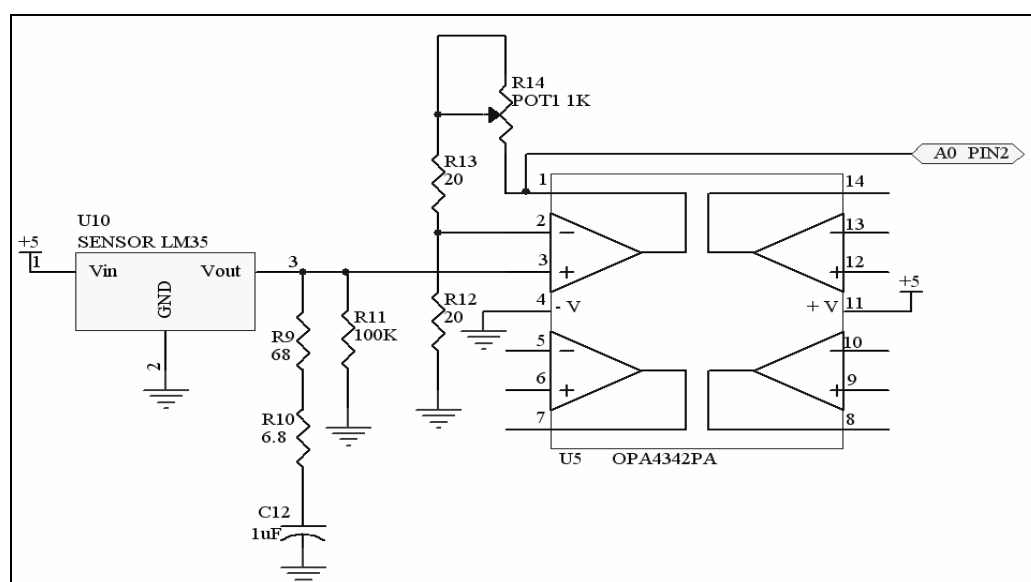 R14
POT1 1K
A0 PIN2
R13
20
1
14
U10
SENSOR LM35
2
−
−
13
+5
1
Vin
Vout
3
3
+
+
12
GND
R12
20
4
- V
+ V
11
+5
R9
68
R11
100K
2
5
−
−
10
6
+
+
9
R10
6.8
7
8
U5
OPA4342PA
C12
1uF